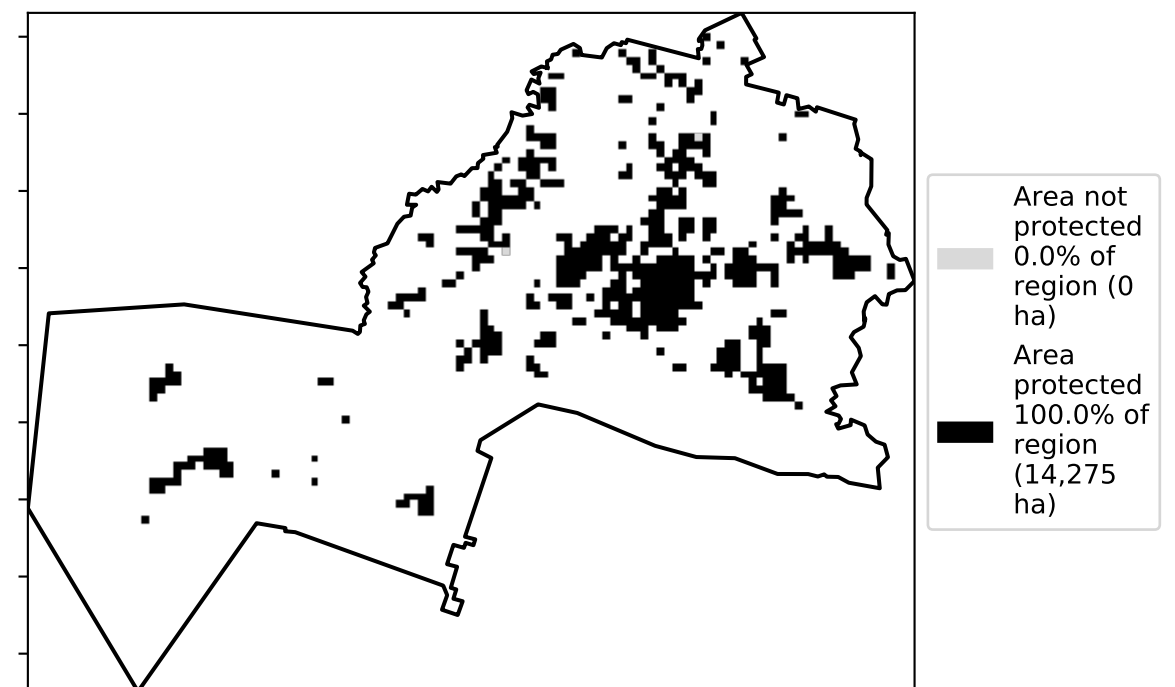 Area not
protected
0.0% of
region (0
ha)
Area
protected
100.0% of
region
(14,275
ha)